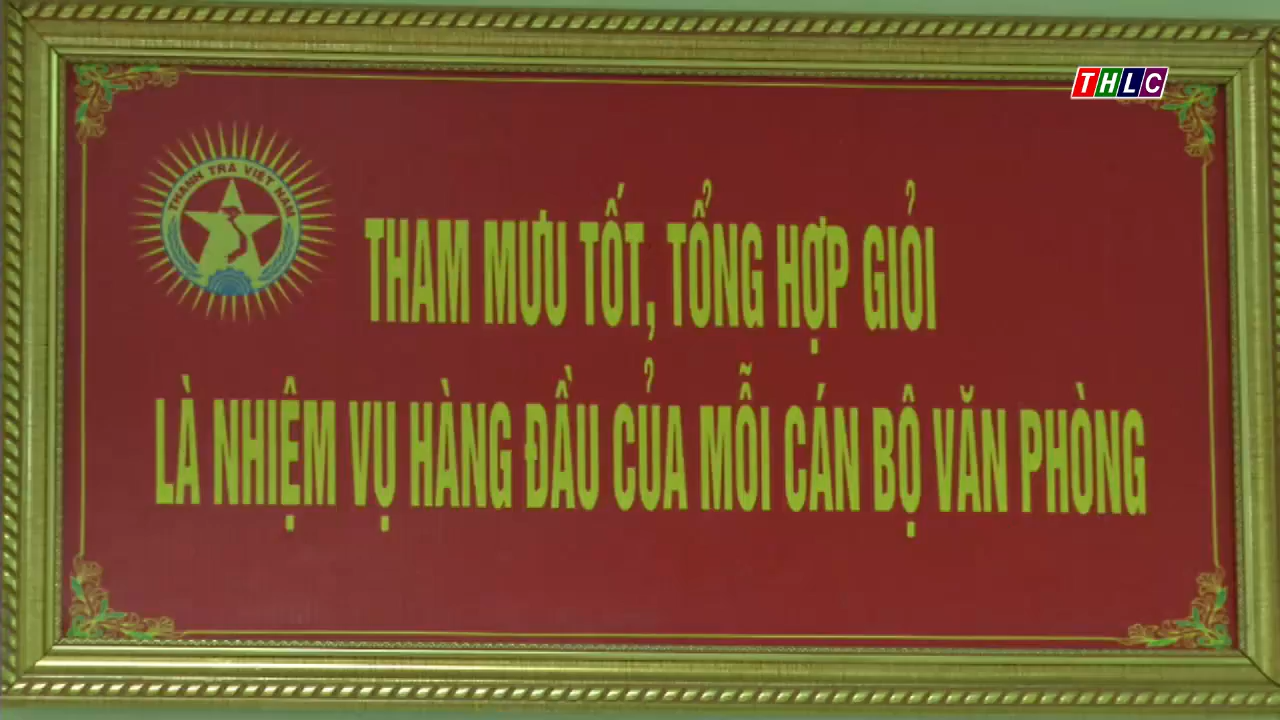 THLC
THANH TRA VIỆT NAM
THAM MƯU TỐT, TỔNG HỢP GIỎI
LÀ NHIỆM VỤ HÀNG ĐẦU CỦA MỖI CÁN BỘ VĂN PHÒNG